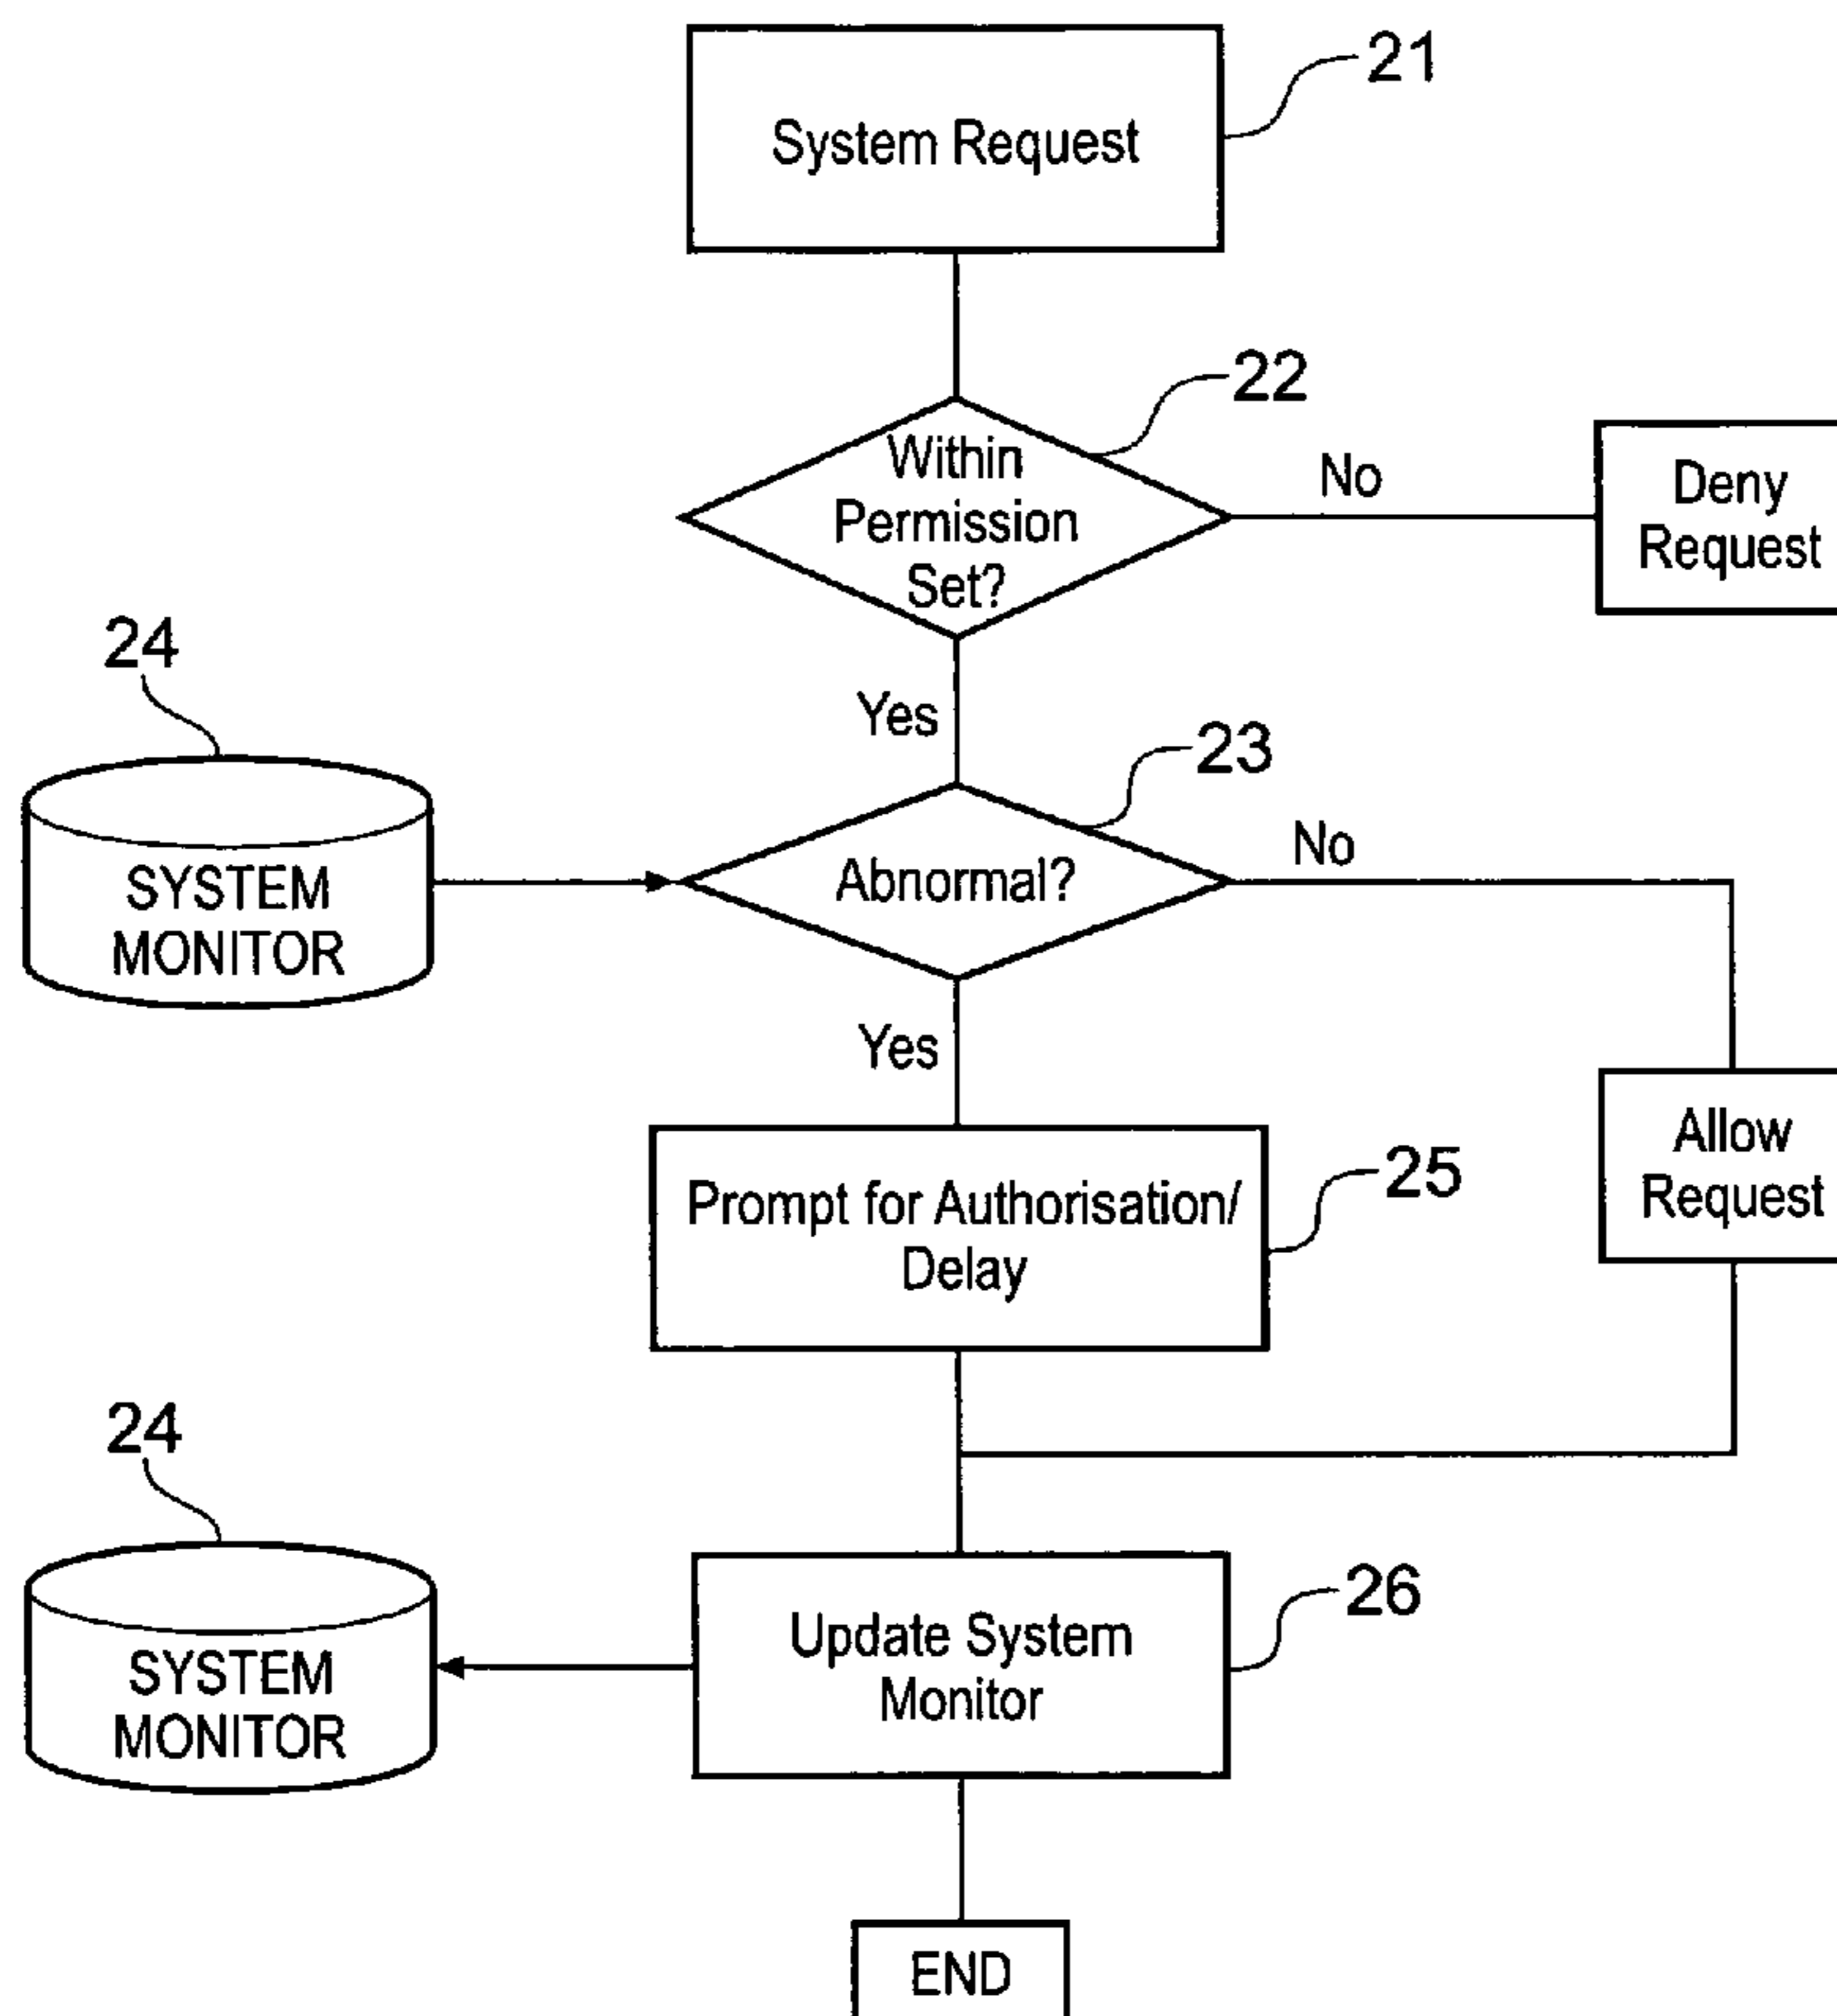 21
System Request
22
Within
Permission
Set?
No
Deny
Request
24
Yes
23
SYSTEM
MONITOR
Abnormal?
No
Yes
Allow
Request
Prompt for Authorisation/
Delay
25
24
SYSTEM
MONITOR
Update System
Monitor
26
END